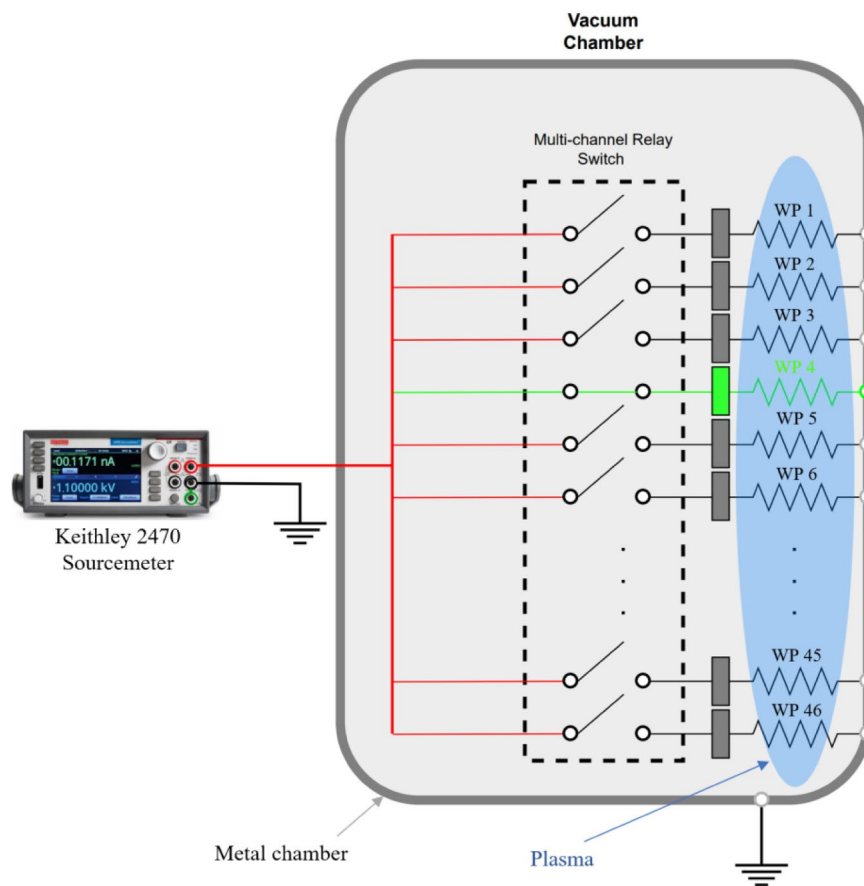 Vacuum
Chamber
Multi-channel Relay
Switch
WP 1
WP 2
WP 3
WP 4
WP 5
WP 6
00.1171 nA
-1.10000 kV
Keithley 2470
Sourcemeter
WP 45
WP 46
Metal chamber
Plasma